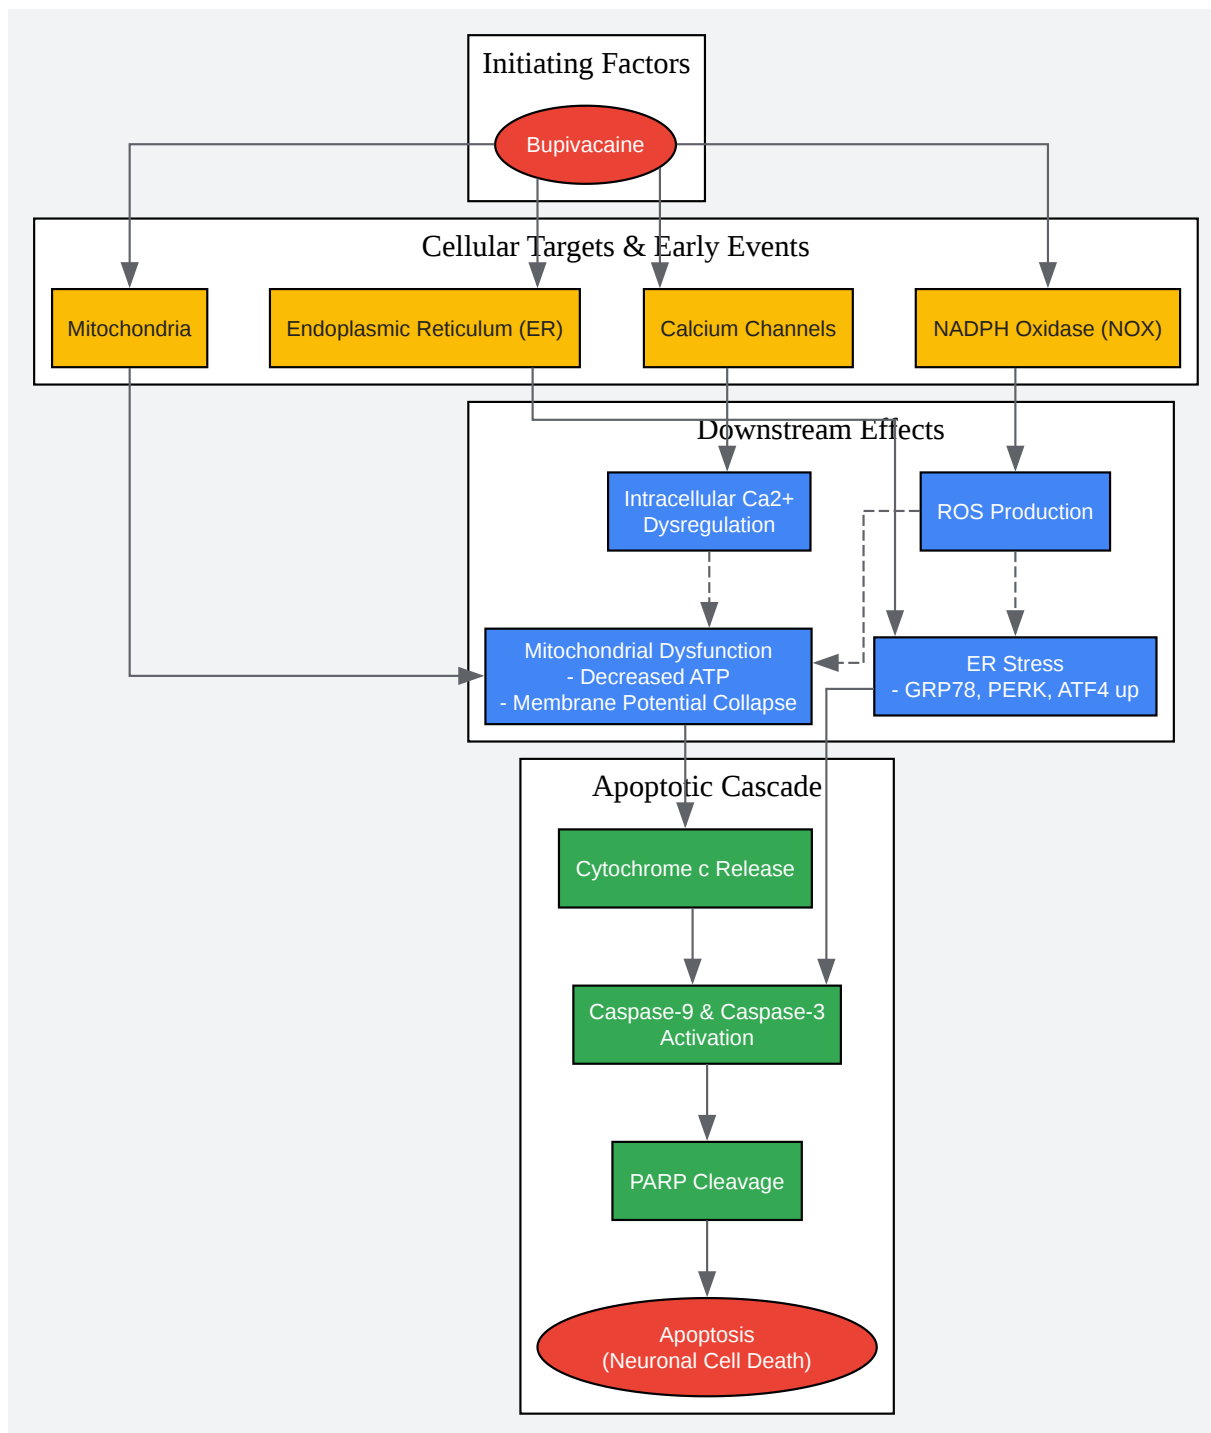 Initiating Factors
Bupivacaine
Cellular Targets & Early Events
Mitochondria
Endoplasmic Reticulum (ER)
Calcium Channels
NADPH Oxidase (NOX)
Downstream Effects
Intracellular Ca2+
Dysregulation
ROS Production
Mitochondrial Dysfunction
- Decreased ATP
- Membrane Potential Collapse
ER Stress
- GRP78, PERK, ATF4 up
Apoptotic Cascade
Cytochrome c Release
Caspase-9 & Caspase-3
Activation
PARP Cleavage
Apoptosis
(Neuronal Cell Death)